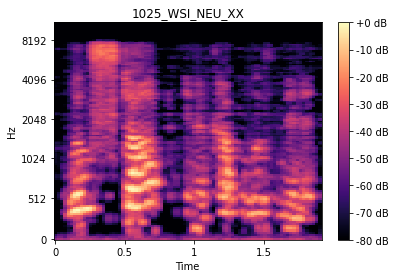 1025_WSI_NEU_XX
+0 dB
8192
-10 dB
-20 dB
4096
-30 dB
2048
-40 dB
Hz
1024
-50 dB
-60 dB
512
-70 dB
0
-80 dB
0
0.5
1
1.5
Time